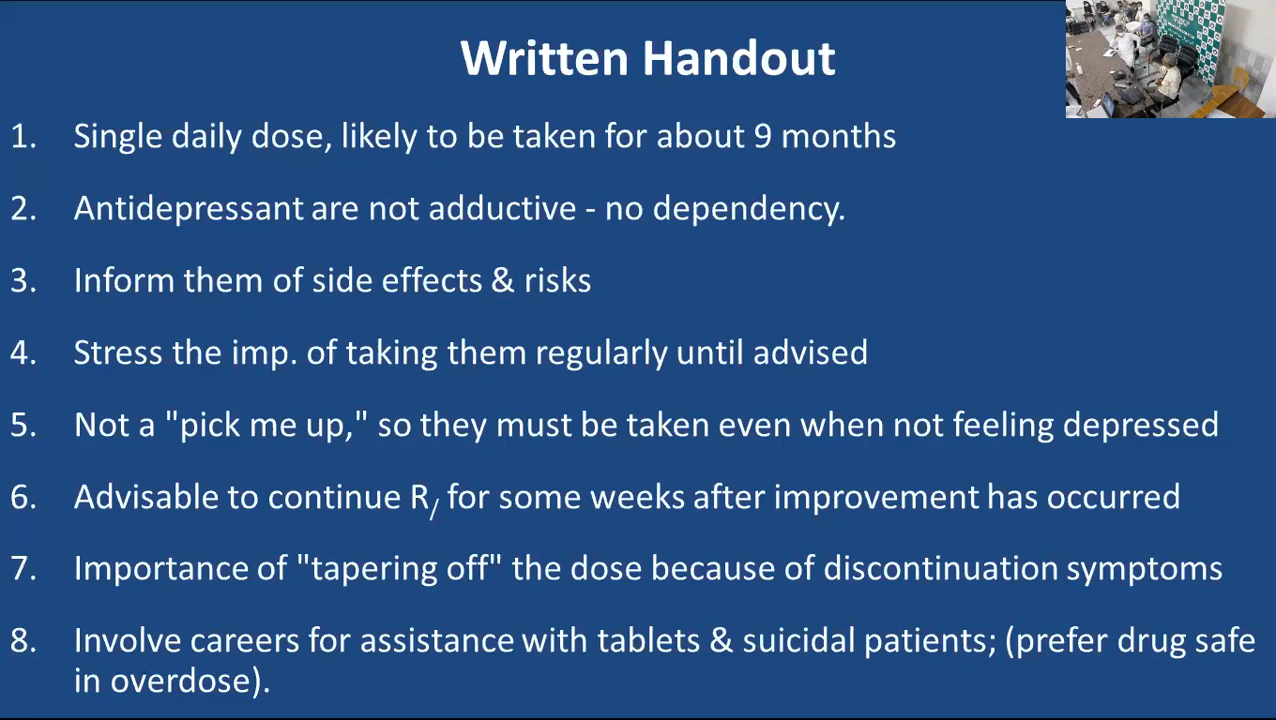 Written Handout
1. Single daily dose, likely to be taken for about 9 months
2. Antidepressant are not adductive - no dependency.
3. Inform them of side effects & risks
4. Stress the imp. of taking them regularly until advised
5. Not a "pick me up," so they must be taken even when not feeling depressed
6. Advisable to continue R/ for some weeks after improvement has occurred
7. Importance of "tapering off" the dose because of discontinuation symptoms
8. Involve careers for assistance with tablets & suicidal patients; (prefer drug safe
in overdose).